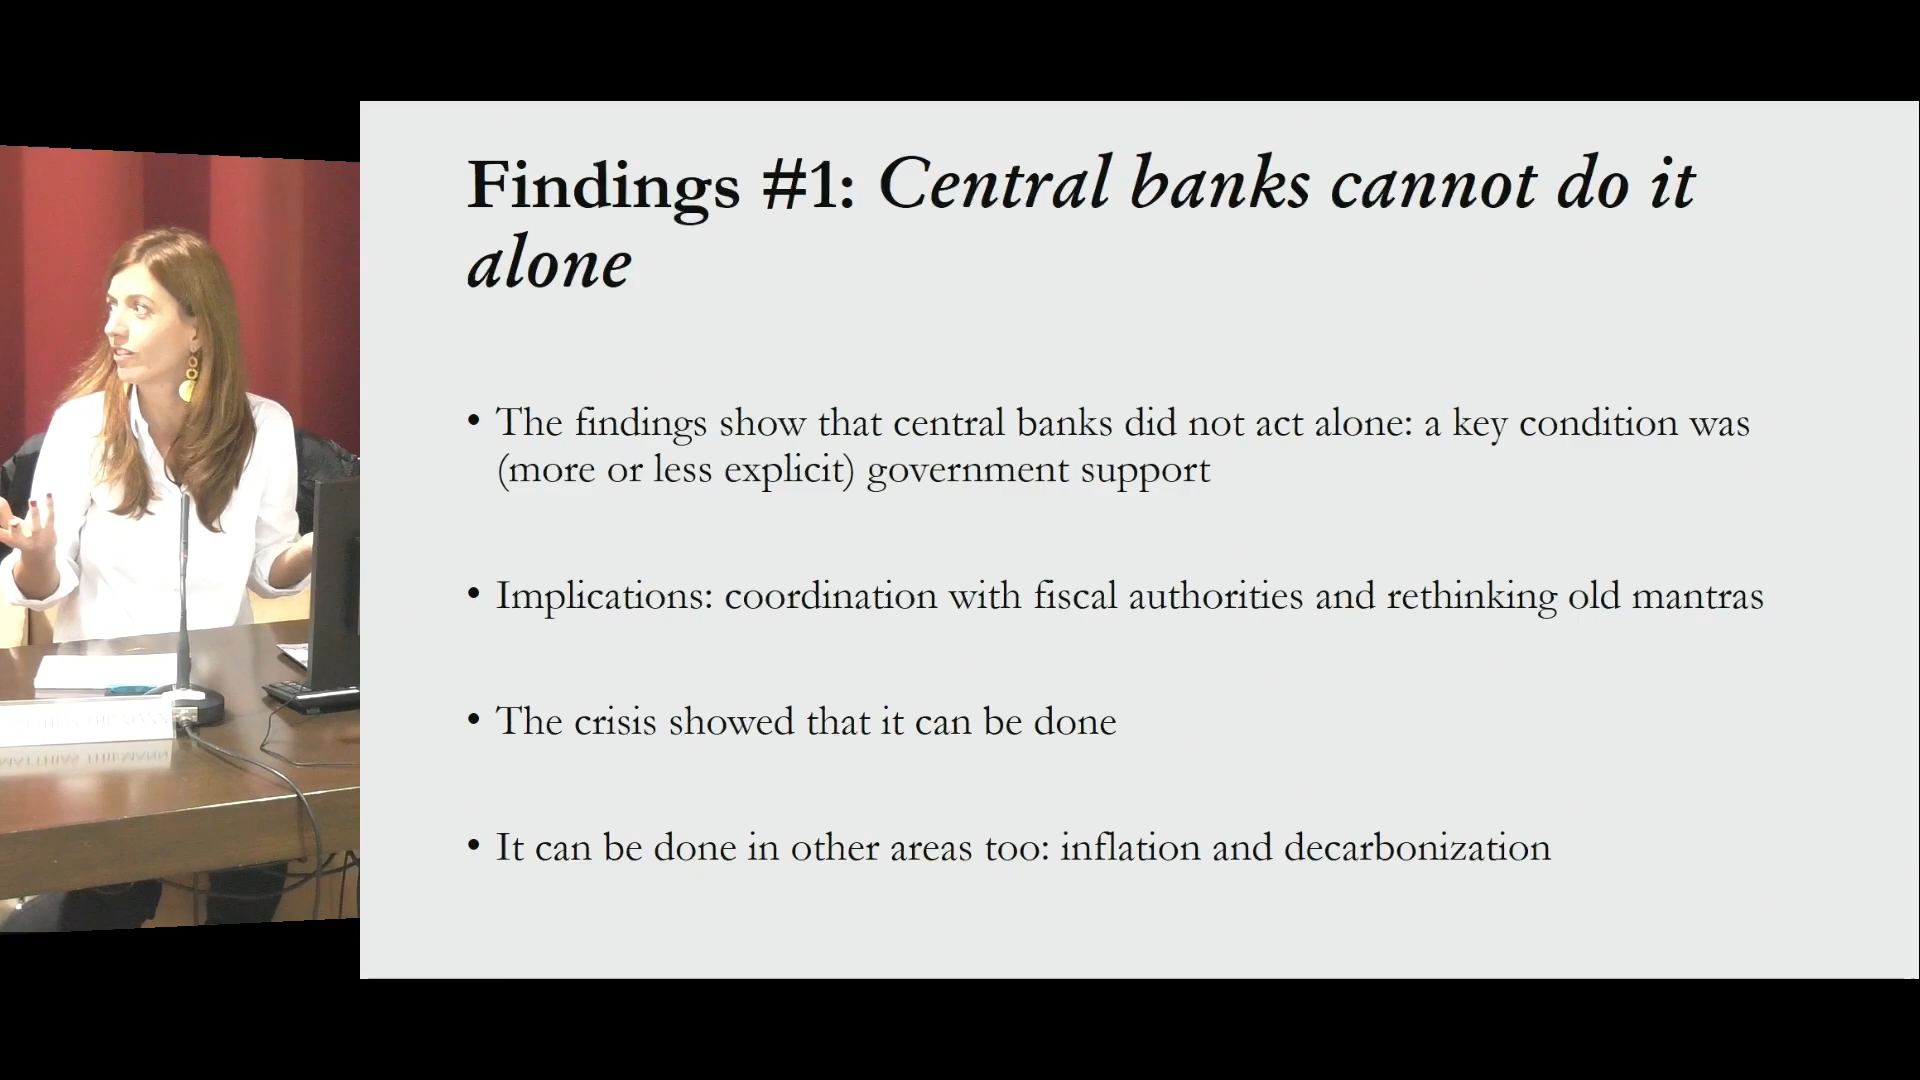 Findings #1: Central banks cannot do it
alone
• The findings show that central banks did not act alone: a key condition was
(more or less explicit) government support
• Implications: coordination with fiscal authorities and rethinking old mantras
• The crisis showed that it can be done
• It can be done in other areas too: inflation and decarbonization